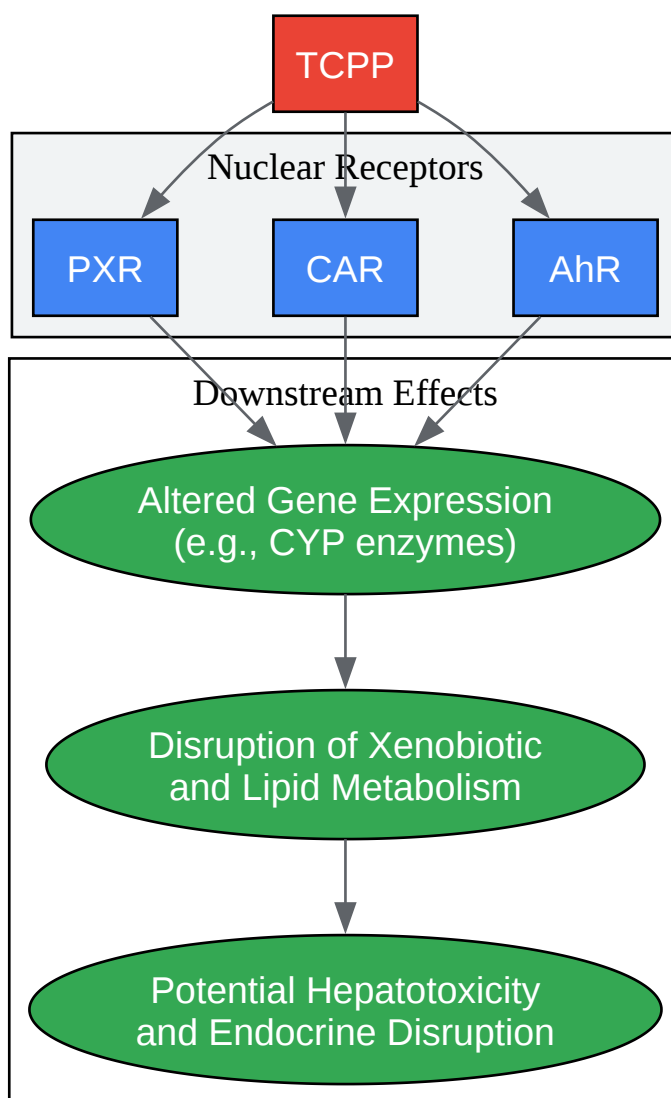 TCPP
Nuclear Receptors
PXR
CAR
AhR
Downstream Effects
Altered Gene Expression
(e.g., CYP enzymes)
Disruption of Xenobiotic
and Lipid Metabolism
Potential Hepatotoxicity
and Endocrine Disruption